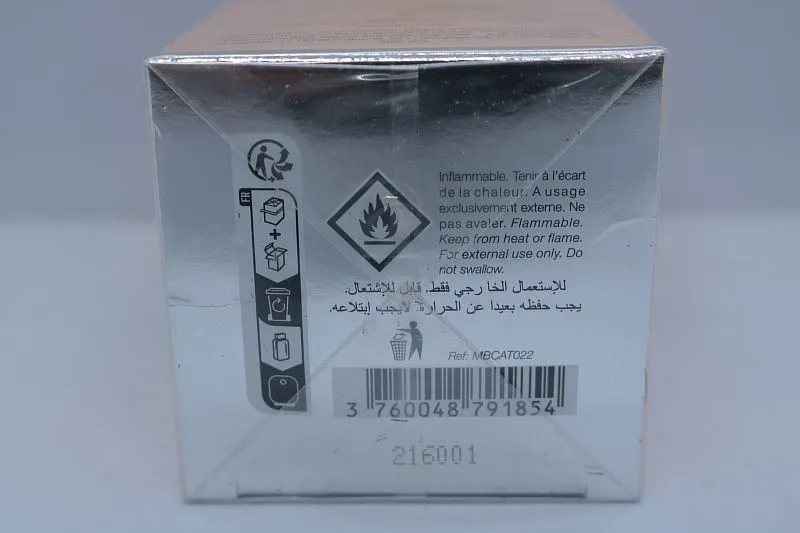 FR
Inflammable. Tenir à l'écart
de la chaleur. A usage
exclusivement externe. Ne
pas avaler. Flammable.
Keep from heat or flame.
For external use only. Do
not swallow.
للإستعمال الخا رجي فقط. قابل للإشتعال.
يجب حفظه بعيدا عن الحرارة. لايجب إبتلاعه.
Ref: MBCAT022
3 760048 791854
216001